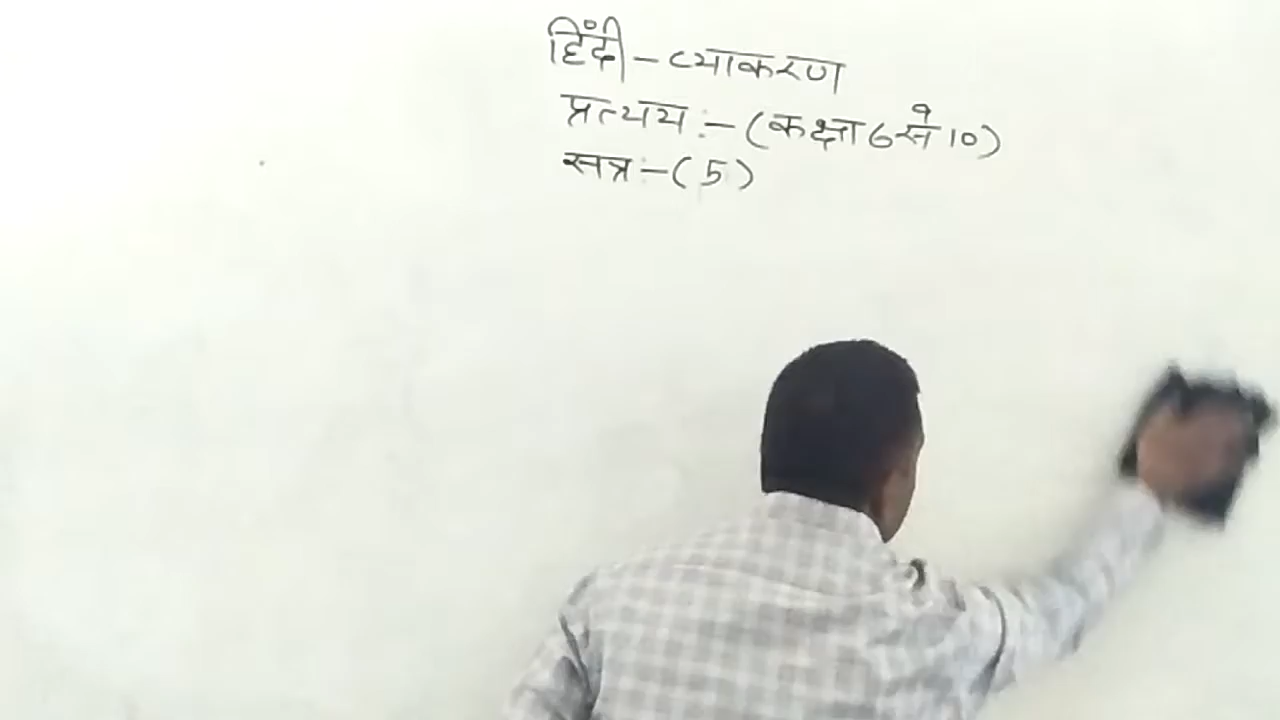 हिंदी - व्याकरण
प्रत्यय :- (कक्षा 6 से 10)
सत्र :- (5)